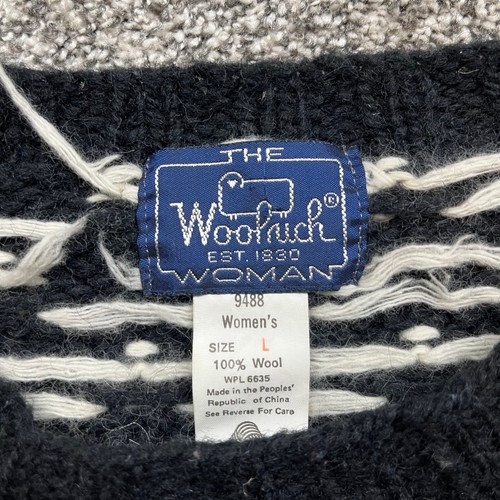 THE
Woolrich®
EST. 1830
WOMAN
9488
Women's
SIZE L
100% Wool
WPL 6635
Made in the Peoples'
Republic of China
See Reverse For Care